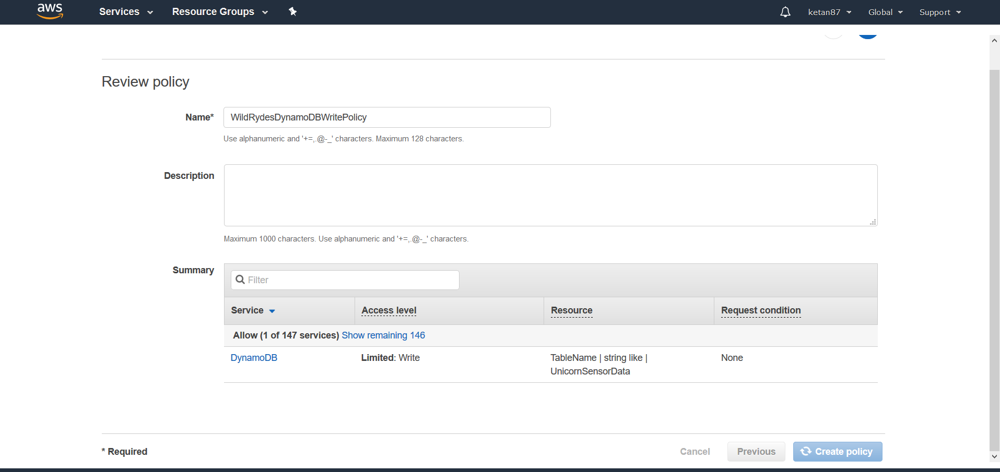 aws Services Resource Groups ketan87 Global Support
Review policy
Name* WildRydesDynamoDBWritePolicy
Use alphanumeric and '+=,.@-_' characters. Maximum 128 characters.
Description
Maximum 1000 characters. Use alphanumeric and '+=,.@-_' characters.
Summary
Filter
Service Access level Resource Request condition
Allow (1 of 147 services) Show remaining 146
DynamoDB Limited: Write TableName | string like | None
UnicornSensorData
* Required Cancel Previous Create policy